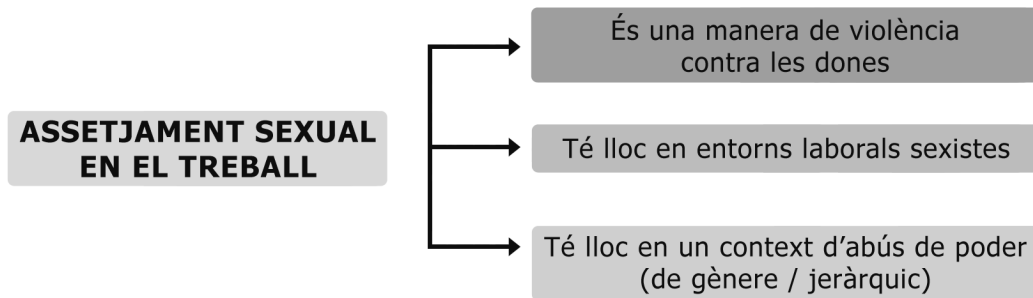 ASSETJAMENT SEXUAL
EN EL TREBALL
És una manera de violència
contra les dones
Té lloc en entorns laborals sexistes
Té lloc en un context d'abús de poder
(de gènere / jeràrquic)